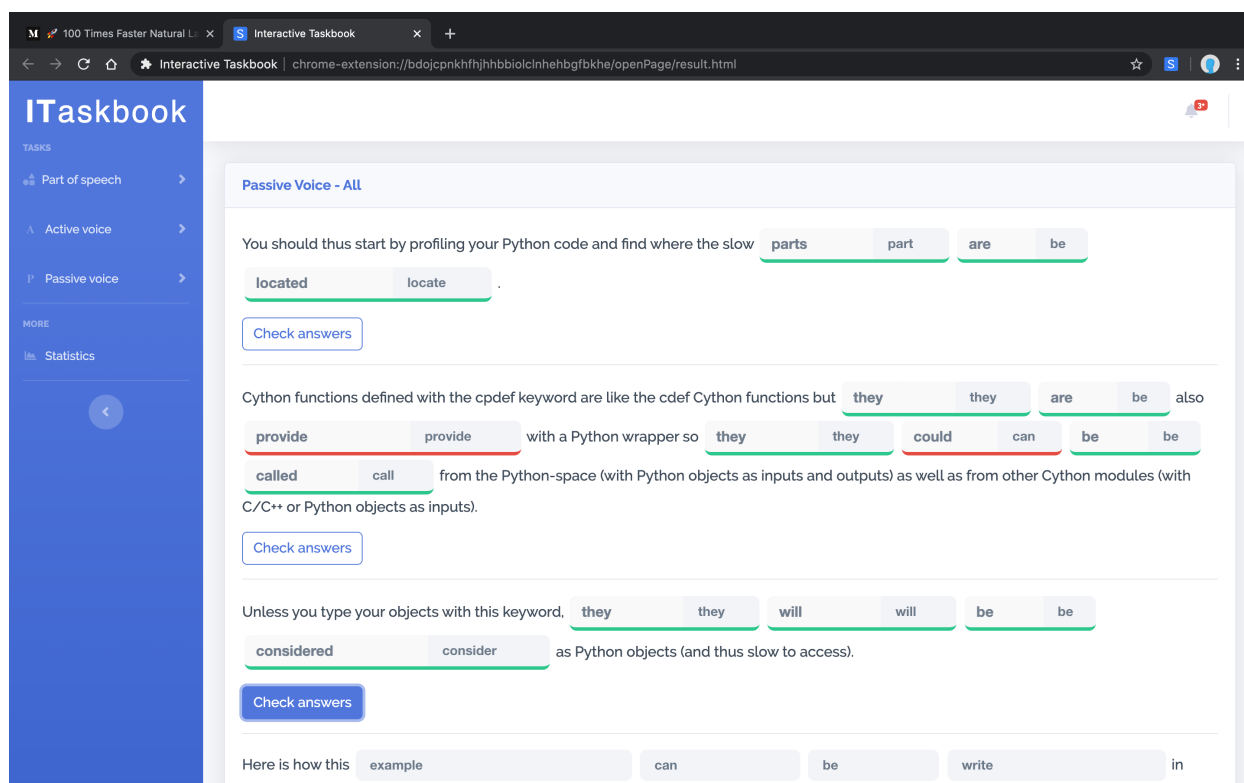 M 🚀 100 Times Faster Natural La
S Interactive Taskbook
Interactive Taskbook | chrome-extension://bdojcpnkhfhjhhbbiolclnhehbgfbkhe/openPage/result.html
S
ITaskbook
3+
TASKS
Part of speech
A Active voice
P Passive voice
MORE
Statistics
Passive Voice - All
You should thus start by profiling your Python code and find where the slow parts part are be
located locate .
Check answers
Cython functions defined with the cpdef keyword are like the cdef Cython functions but they they are be also
provide provide with a Python wrapper so they they could can be be
called call from the Python-space (with Python objects as inputs and outputs) as well as from other Cython modules (with
C/C++ or Python objects as inputs).
Check answers
Unless you type your objects with this keyword, they they will will be be
considered consider as Python objects (and thus slow to access).
Check answers
Here is how this example can be write in